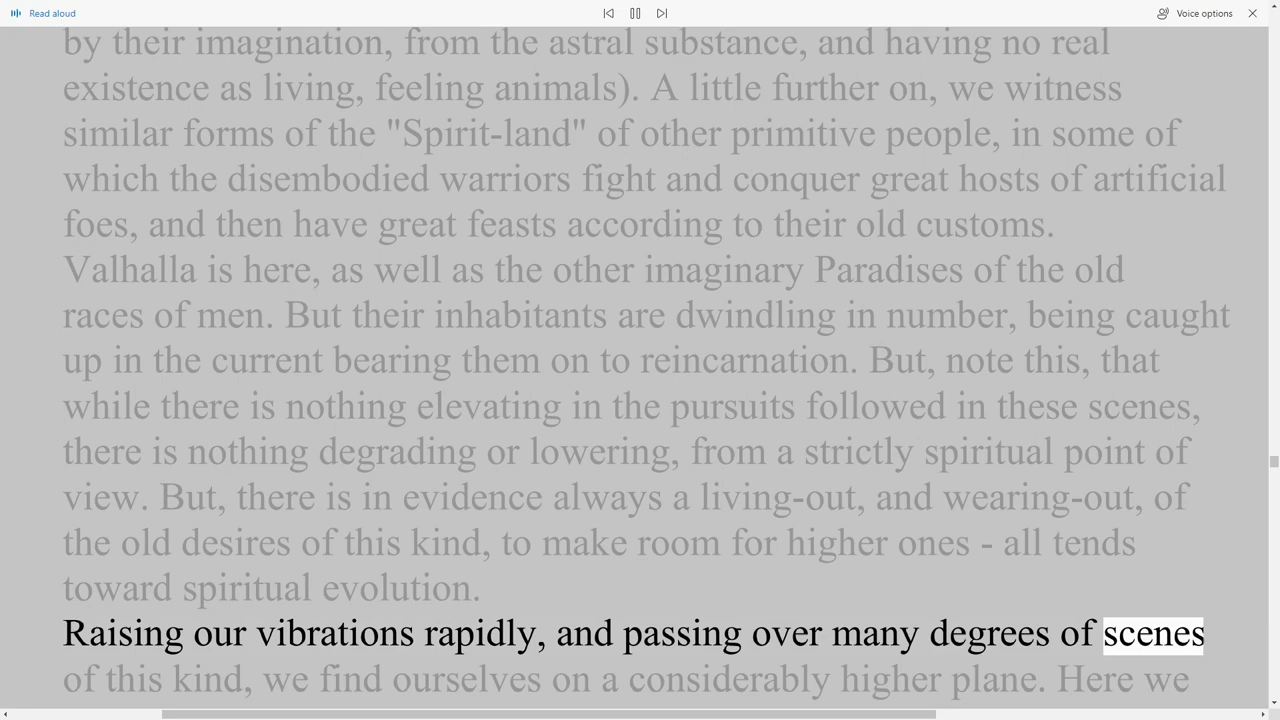 Read aloud
Voice options
by their imagination, from the astral substance, and having no real
existence as living, feeling animals). A little further on, we witness
similar forms of the "Spirit-land" of other primitive people, in some of
which the disembodied warriors fight and conquer great hosts of artificial
foes, and then have great feasts according to their old customs.
Valhalla is here, as well as the other imaginary Paradises of the old
races of men. But their inhabitants are dwindling in number, being caught
up in the current bearing them on to reincarnation. But, note this, that
while there is nothing elevating in the pursuits followed in these scenes,
there is nothing degrading or lowering, from a strictly spiritual point of
view. But, there is in evidence always a living-out, and wearing-out, of
the old desires of this kind, to make room for higher ones - all tends
toward spiritual evolution.
Raising our vibrations rapidly, and passing over many degrees of scenes
of this kind, we find ourselves on a considerably higher plane. Here we